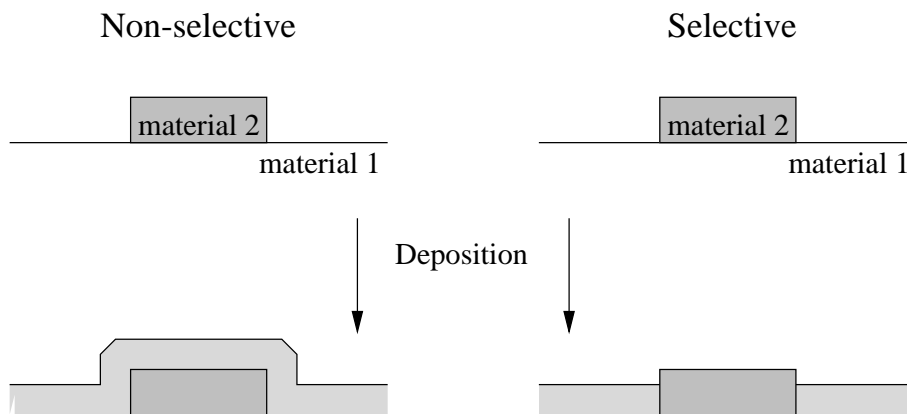 Non-selective
Selective
material 2
material 2
material 1
material 1
Deposition